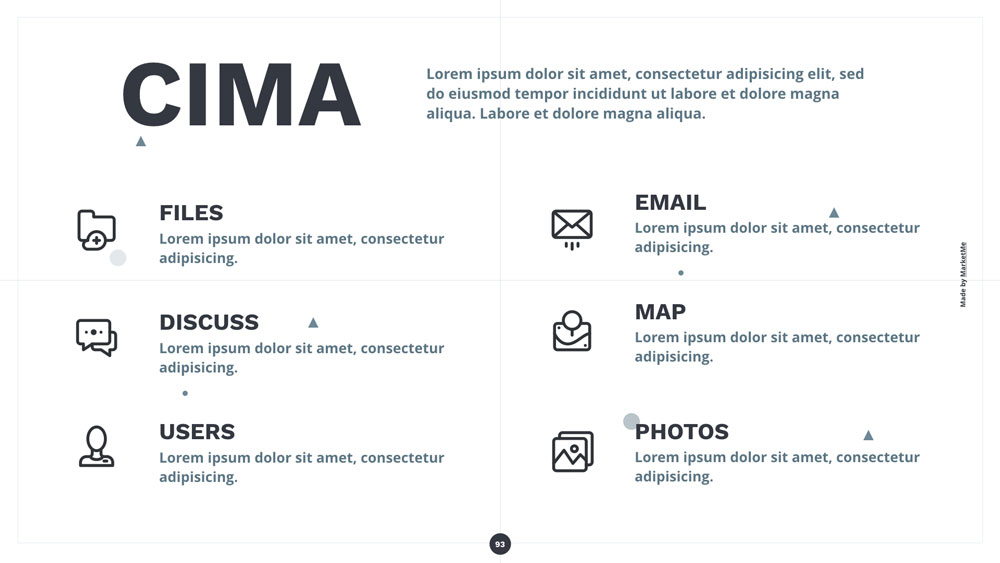 CIMA
Lorem ipsum dolor sit amet, consectetur adipisicing elit, sed
do eiusmod tempor incididunt ut labore et dolore magna
aliqua. Labore et dolore magna aliqua.
FILES
Lorem ipsum dolor sit amet, consectetur
adipisicing.
DISCUSS
Lorem ipsum dolor sit amet, consectetur
adipisicing.
USERS
Lorem ipsum dolor sit amet, consectetur
adipisicing.
EMAIL
Lorem ipsum dolor sit amet, consectetur
adipisicing.
MAP
Lorem ipsum dolor sit amet, consectetur
adipisicing.
PHOTOS
Lorem ipsum dolor sit amet, consectetur
adipisicing.
Made by MarketMe
93